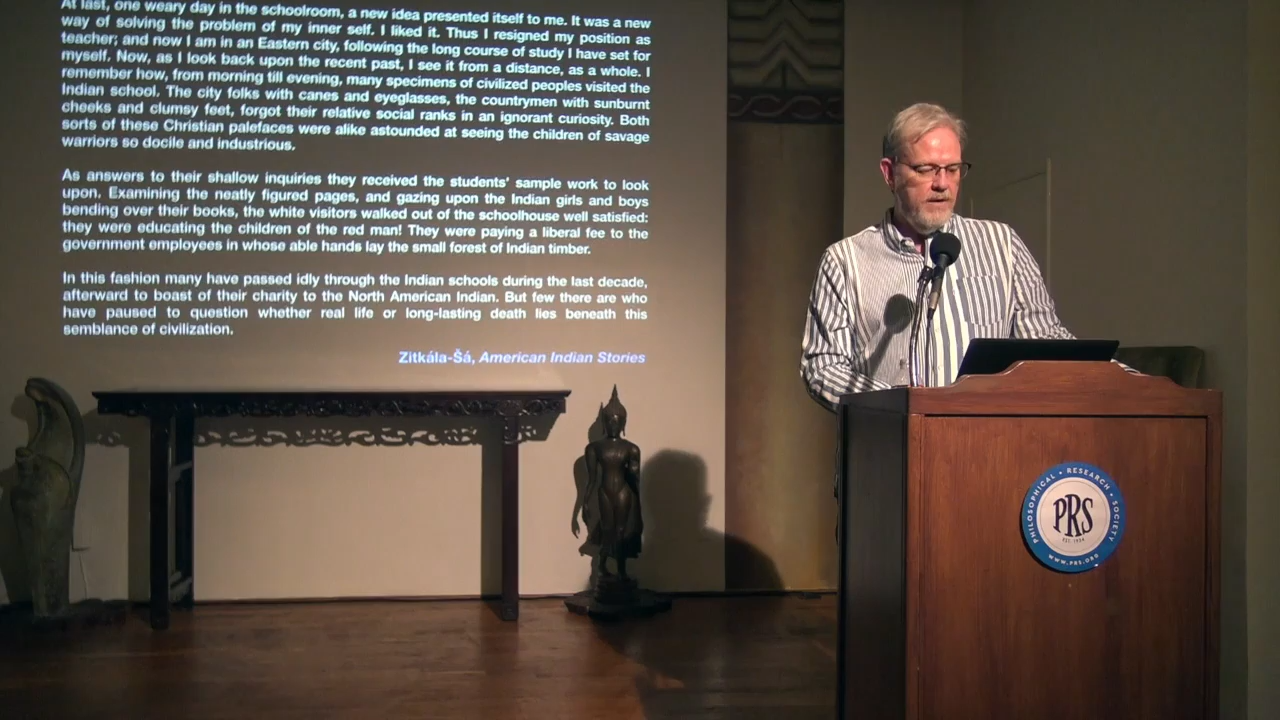 At last, one weary day in the schoolroom, a new idea presented itself to me. It was a new
way of solving the problem of my inner self. I liked it. Thus I resigned my position as
teacher; and now I am in an Eastern city, following the long course of study I have set for
myself. Now, as I look back upon the recent past, I see it from a distance, as a whole. I
remember how, from morning till evening, many specimens of civilized peoples visited the
Indian school. The city folks with canes and eyeglasses, the countrymen with sunburnt
cheeks and clumsy feet, forgot their relative social ranks in an ignorant curiosity. Both
sorts of these Christian palefaces were alike astounded at seeing the children of savage
warriors so docile and industrious.
As answers to their shallow inquiries they received the students' sample work to look
upon. Examining the neatly figured pages, and gazing upon the Indian girls and boys
bending over their books, the white visitors walked out of the schoolhouse well satisfied:
they were educating the children of the red man! They were paying a liberal fee to the
government employees in whose able hands lay the small forest of Indian timber.
In this fashion many have passed idly through the Indian schools during the last decade,
afterward to boast of their charity to the North American Indian. But few there are who
have paused to question whether real life or long-lasting death lies beneath this
semblance of civilization.
Zitkála-Šá, American Indian Stories
PHILOSOPHICAL • RESEARCH • SOCIETY
PRS
EST. 1934
WWW.PRS.ORG